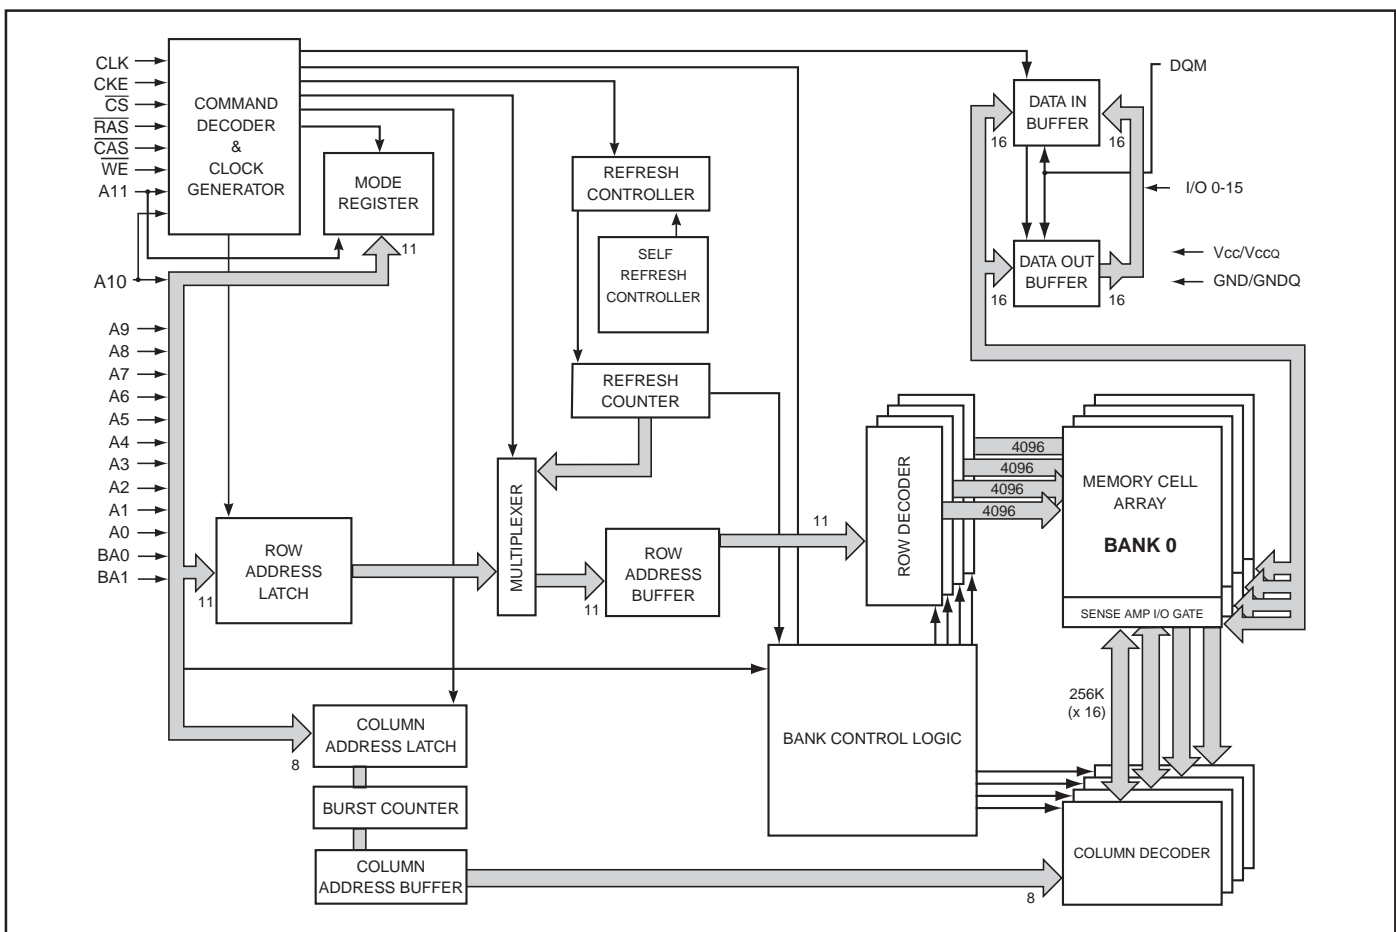 CLK
CKE
CS
RAS
CAS
WE
A11
A10
A9
A8
A7
A6
A5
A4
A3
A2
A1
A0
BA0
BA1
COMMAND
DECODER
&
CLOCK
GENERATOR
MODE
REGISTER
11
REFRESH
CONTROLLER
SELF
REFRESH
CONTROLLER
REFRESH
COUNTER
DATA IN
BUFFER
16
16
DQM
I/O 0-15
DATA OUT
BUFFER
16
16
Vcc/VccQ
GND/GNDQ
11
ROW
ADDRESS
LATCH
MULTIPLEXER
11
ROW
ADDRESS
BUFFER
11
ROW DECODER
4096
4096
4096
4096
MEMORY CELL
ARRAY
BANK 0
SENSE AMP I/O GATE
256K
(x 16)
BANK CONTROL LOGIC
8
COLUMN
ADDRESS LATCH
BURST COUNTER
COLUMN
ADDRESS BUFFER
8
COLUMN DECODER